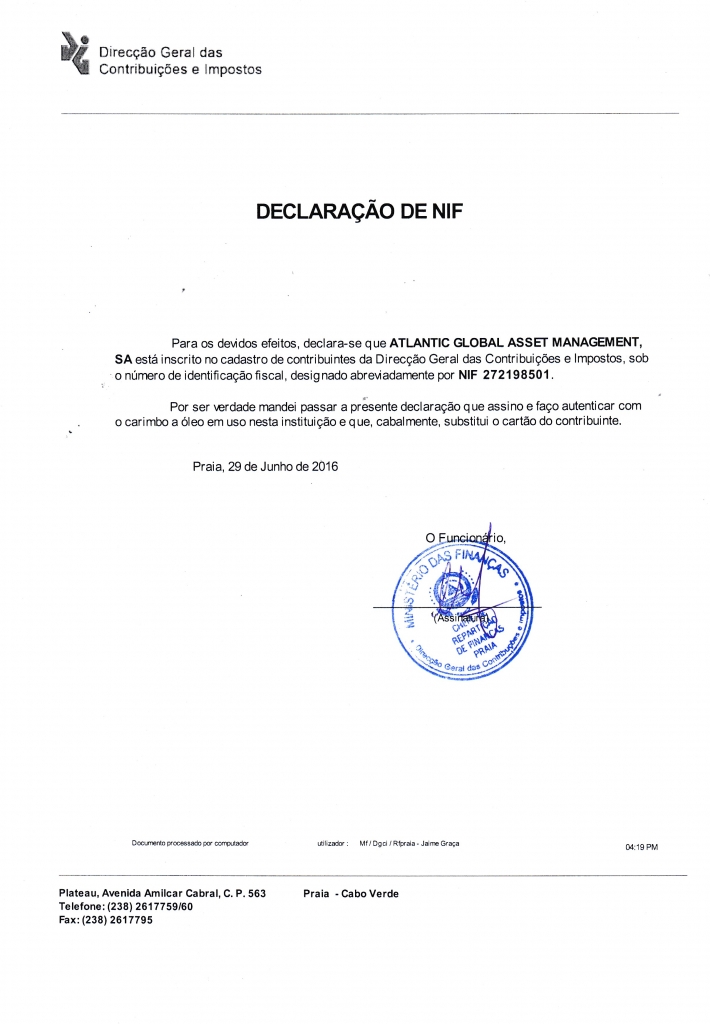 Direcção Geral das
Contribuições e Impostos
DECLARAÇÃO DE NIF
Para os devidos efeitos, declara-se que ATLANTIC GLOBAL ASSET MANAGEMENT,
SA está inscrito no cadastro de contribuintes da Direcção Geral das Contribuições e Impostos, sob
o número de identificação fiscal, designado abreviadamente por NIF 272198501.
Por ser verdade mandei passar a presente declaração que assino e faço autenticar com
o carimbo a óleo em uso nesta instituição e que, cabalmente, substitui o cartão do contribuinte.
Praia, 29 de Junho de 2016
O Funcionário,
MINISTÉRIO DAS FINANÇAS
(Assinatura)
REPARTIÇÃO
DE FINANÇAS
PRAIA
Direcção Geral das Contribuições e Impostos
Documento processado por computador utilizador : Mf / Dgci / Rfpraia - Jaime Graça
04:19 PM
Plateau, Avenida Amilcar Cabral, C. P. 563 Praia - Cabo Verde
Telefone: (238) 2617759/60
Fax: (238) 2617795